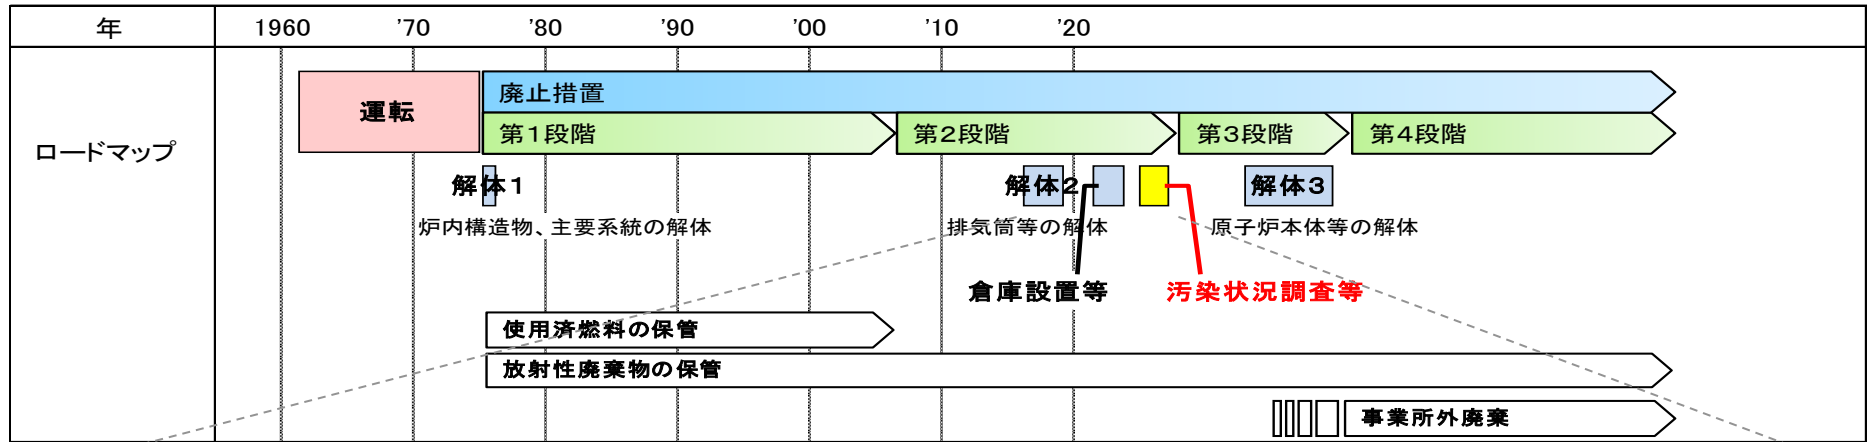 年 1960 ’70 ’80 ’90 ’00 ’10 ’20
ロードマップ
運転
廃止措置
第1段階 第2段階 第3段階 第4段階
解体1 解体2 解体3
炉内構造物、主要系統の解体 排気筒等の解体 原子炉本体等の解体
倉庫設置等 汚染状況調査等
使用済燃料の保管
放射性廃棄物の保管
事業所外廃棄